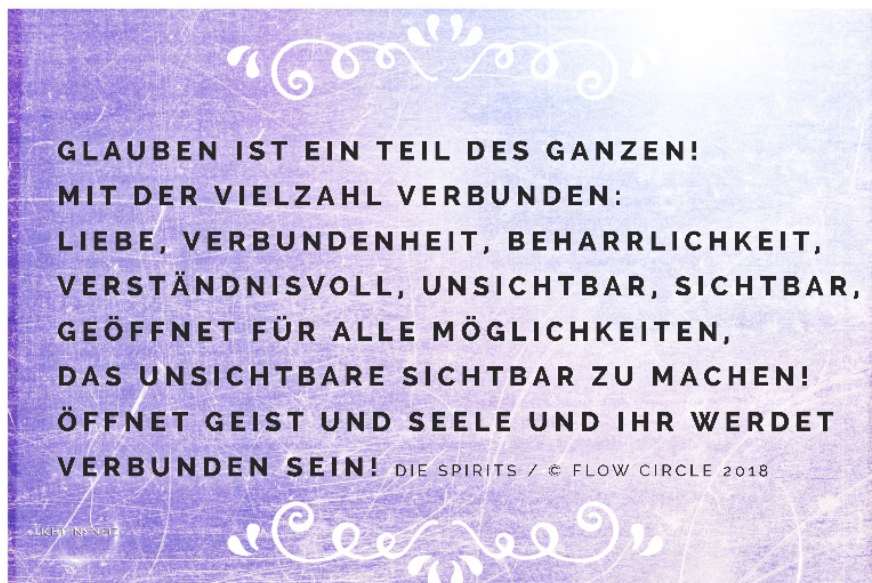 GLAUBEN IST EIN TEIL DES GANZEN!
MIT DER VIELZAHL VERBUNDEN:
LIEBE, VERBUNDENHEIT, BEHARRLICHKEIT,
VERSTÄNDNISVOLL, UNSICHTBAR, SICHTBAR,
GEÖFFNET FÜR ALLE MÖGLICHKEITEN,
DAS UNSICHTBARE SICHTBAR ZU MACHEN!
ÖFFNET GEIST UND SEELE UND IHR WERDET
VERBUNDEN SEIN! DIE SPIRITS / © FLOW CIRCLE 2018